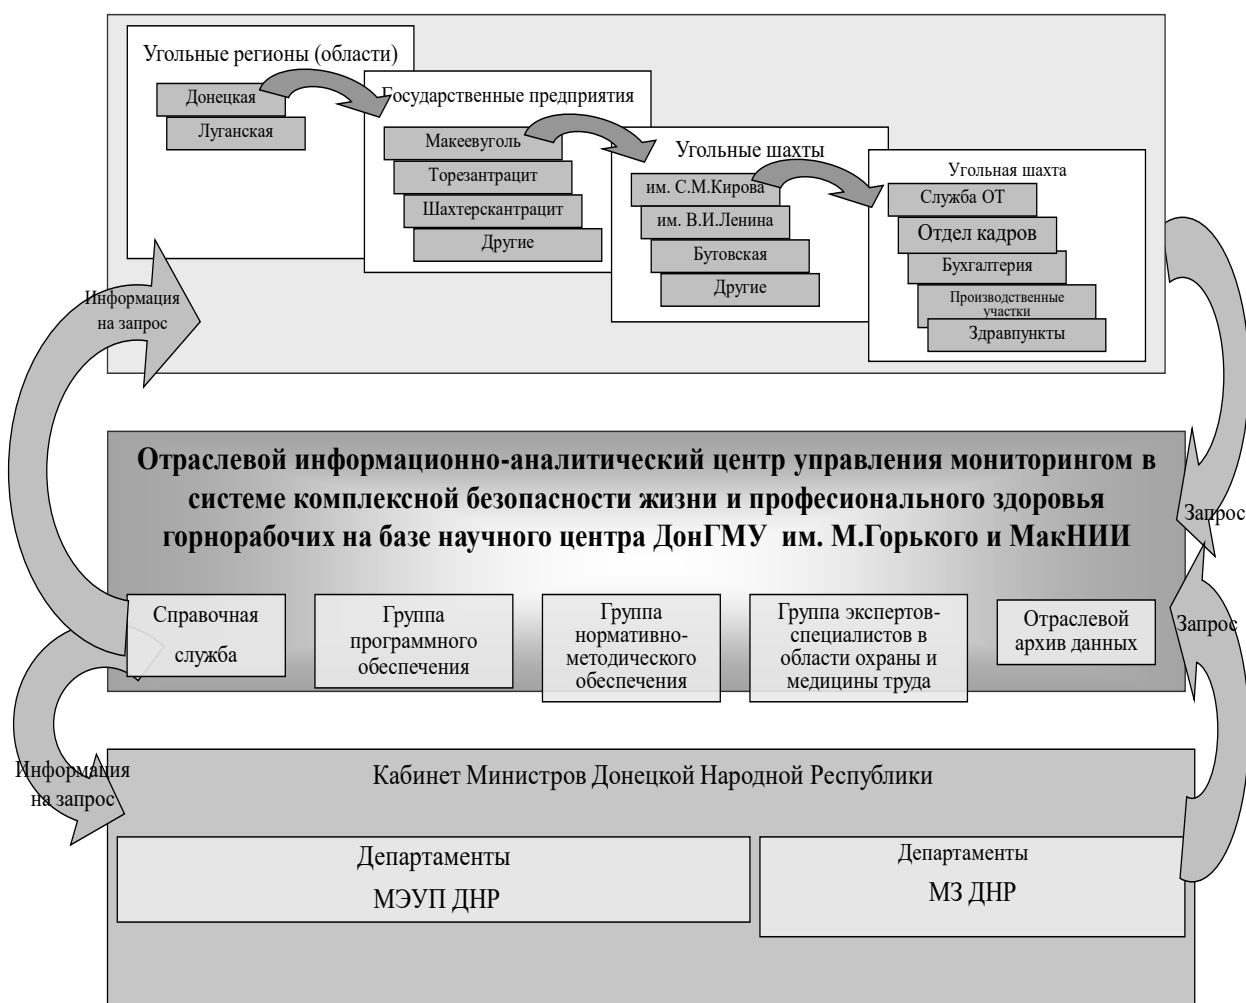 Угольные регионы (области)
Донецкая
Луганская
Государственные предприятия
Макеевуголь
Торезантрацит
Шахтерскантрацит
Другие
Угольные шахты
им. С.М.Кирова
им. В.И.Ленина
Бутовская
Другие
Угольная шахта
Служба ОТ
Отдел кадров
Бухгалтерия
Производственные
участки
Здравпункты
Информация
на запрос
Отраслевой информационно-аналитический центр управления мониторингом в
системе комплексной безопасности жизни и професионального здоровья
горнорабочих на базе научного центра ДонГМУ им. М.Горького и МакНИИ
Запрос
Справочная
служба
Группа
программного
обеспечения
Группа
нормативно-
методического
обеспечения
Группа экспертов-
специалистов в
области охраны и
медицины труда
Отраслевой
архив данных
Запрос
Информация
на запрос
Кабинет Министров Донецкой Народной Республики
Департаменты
МЭУП ДНР
Департаменты
МЗ ДНР